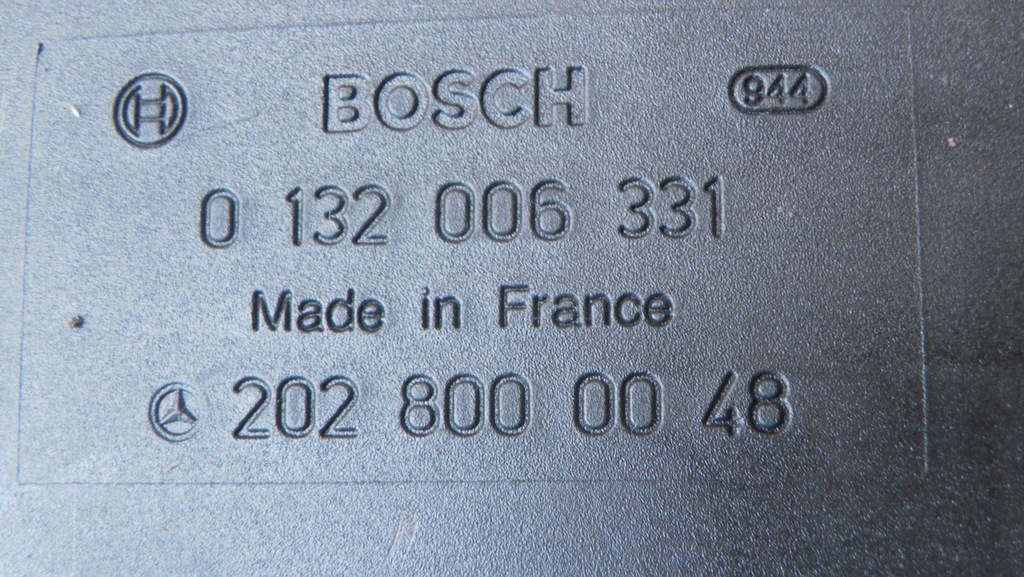 BOSCH 944
0 132 006 331
Made in France
202 800 00 48